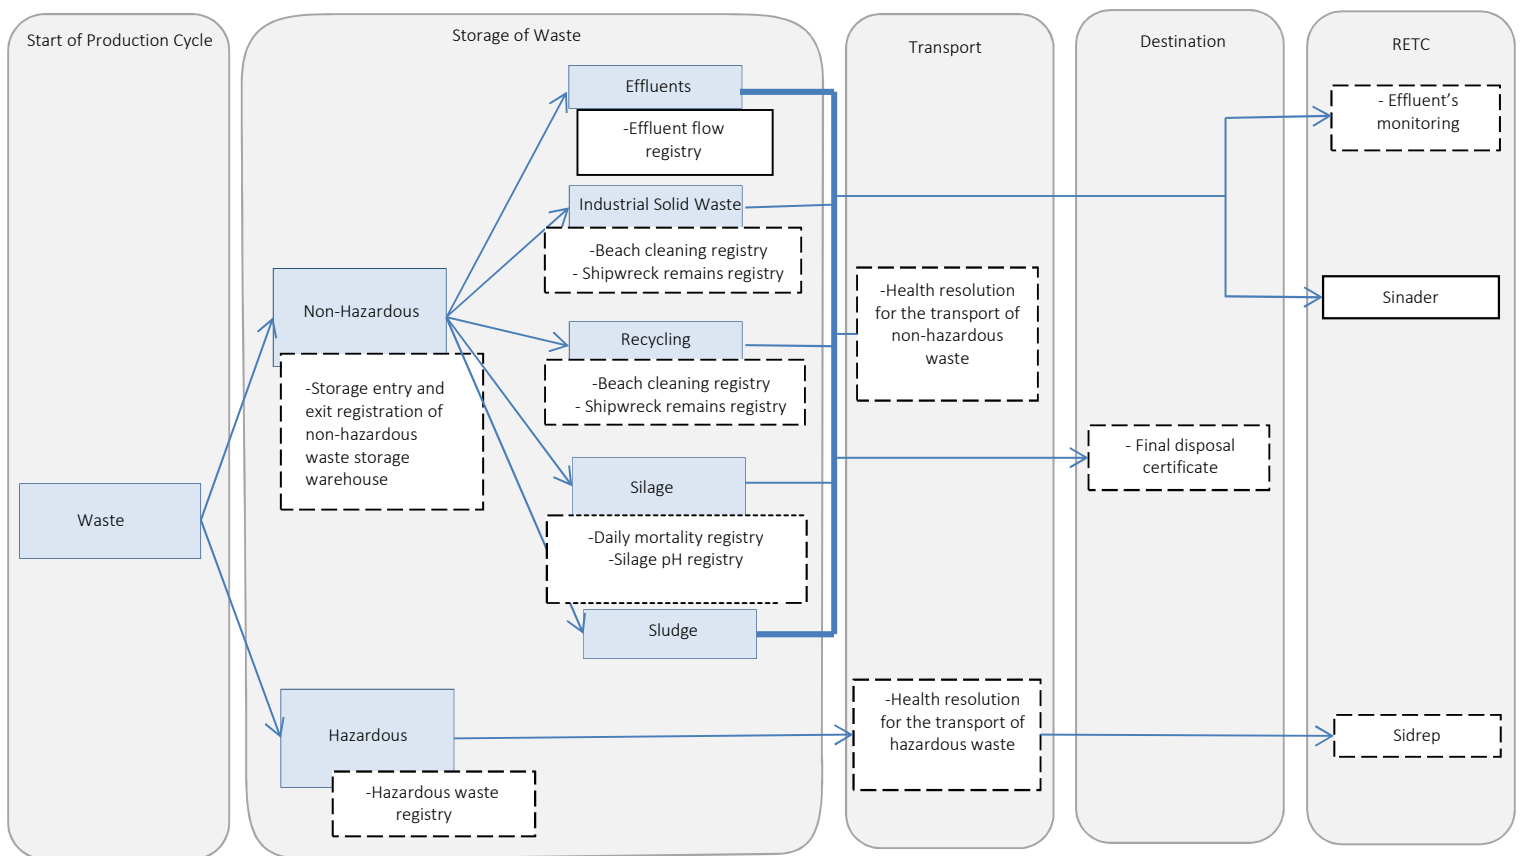 Start of Production Cycle
Storage of Waste
Transport
Destination
RETC
Waste
Non-Hazardous
-Storage entry and
exit registration of
non-hazardous
waste storage
warehouse
Hazardous
-Hazardous waste
registry
Effluents
-Effluent flow
registry
Industrial Solid Waste
-Beach cleaning registry
- Shipwreck remains registry
Recycling
-Beach cleaning registry
- Shipwreck remains registry
Silage
-Daily mortality registry
-Silage pH registry
Sludge
-Health resolution
for the transport of
non-hazardous
waste
-Health resolution
for the transport of
hazardous waste
- Final disposal
certificate
- Effluent’s
monitoring
Sinader
Sidrep